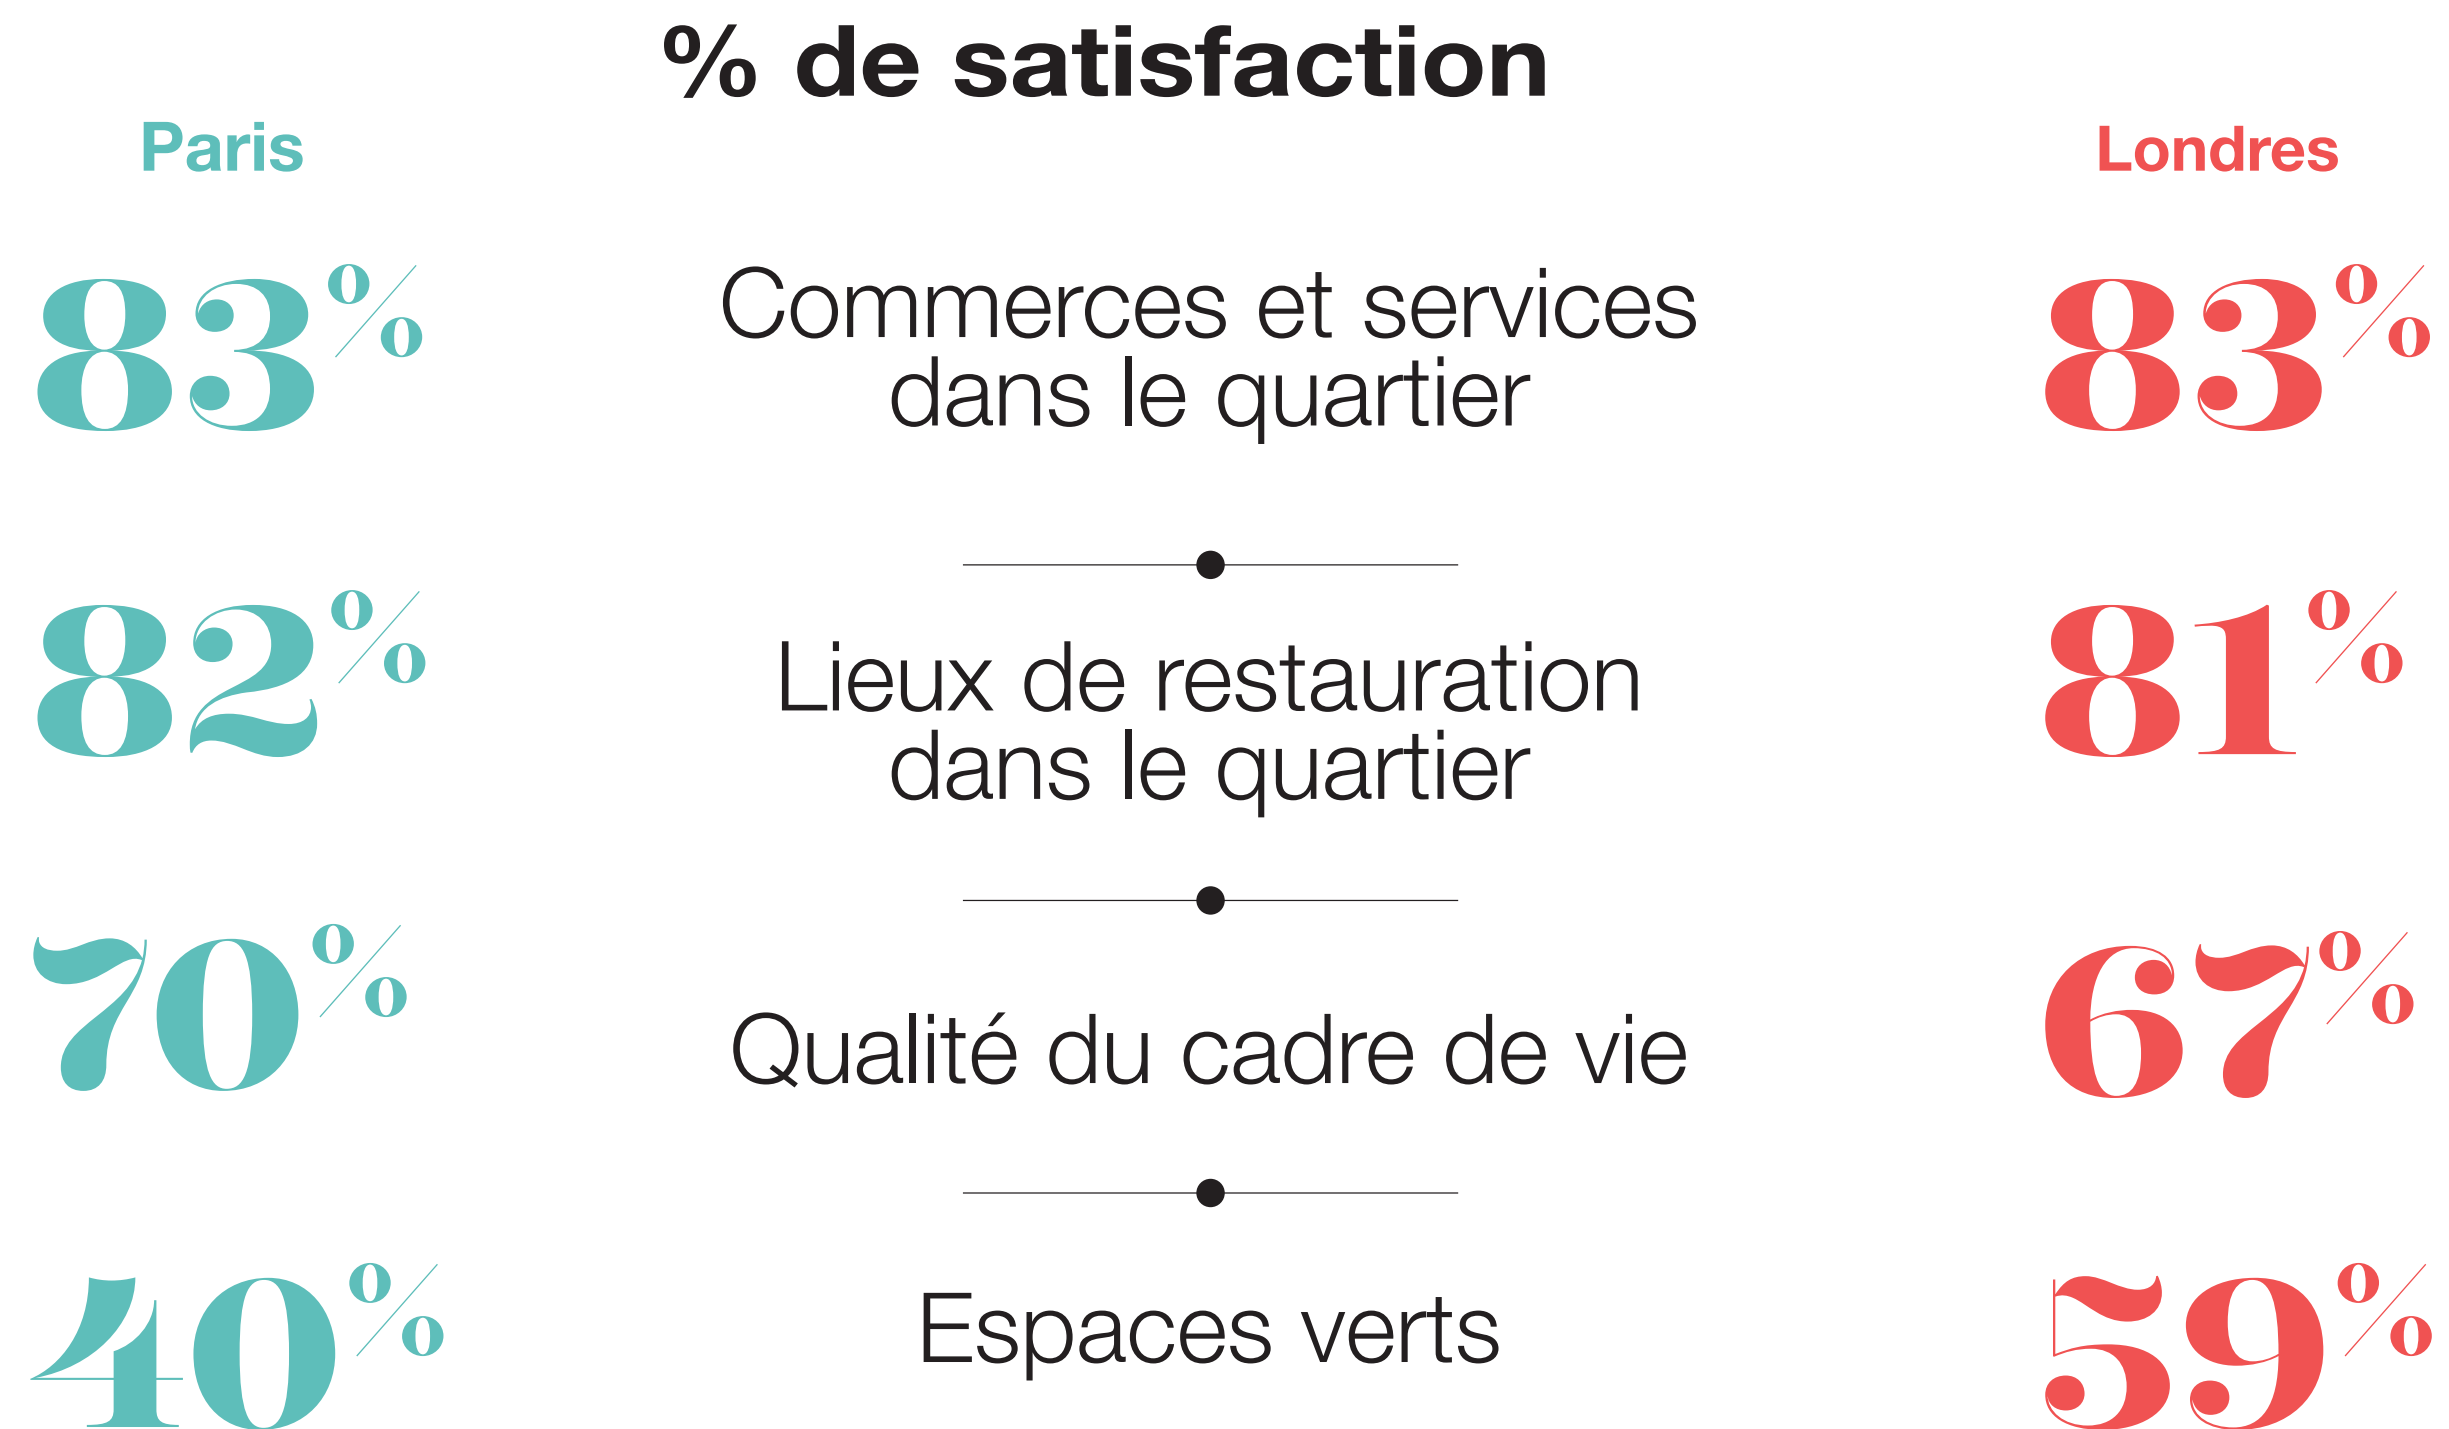 % de satisfaction
Paris
Londres
83%
Commerces et services
dans le quartier
83%
82%
Lieux de restauration
dans le quartier
81%
70%
Qualité du cadre de vie
67%
40%
Espaces verts
59%